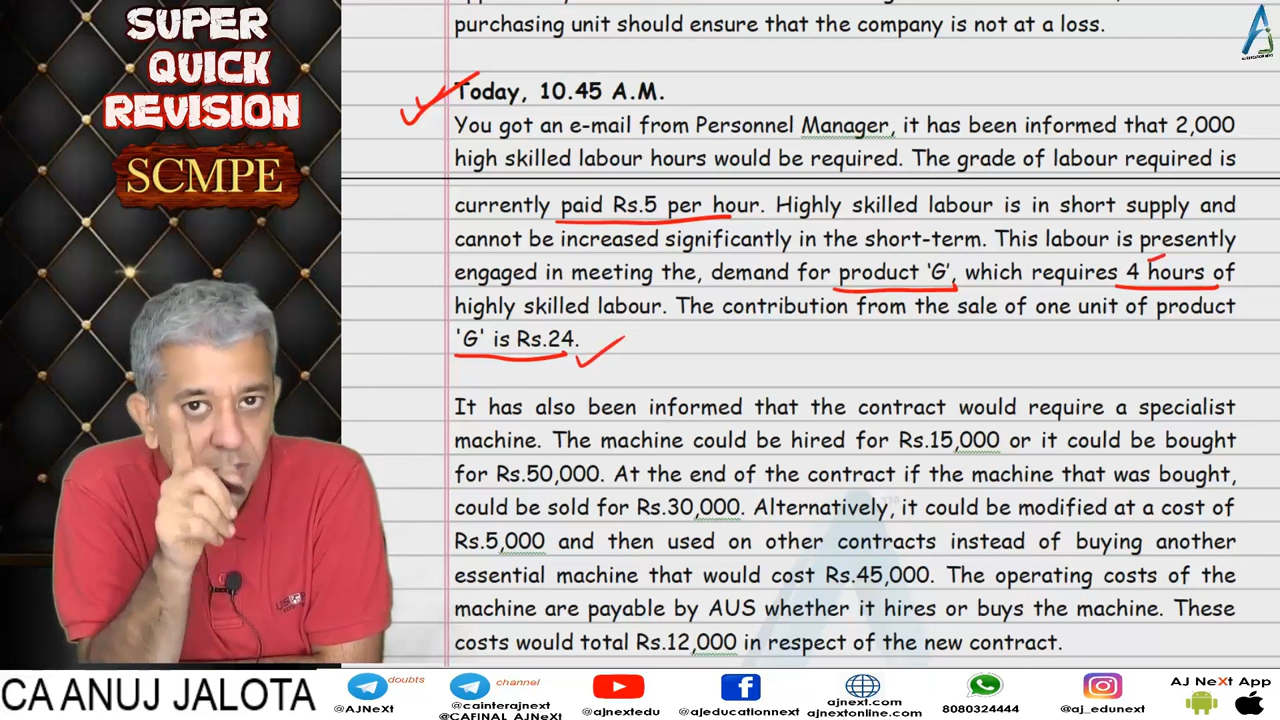 SUPER
QUICK
REVISION
SCMPE
purchasing unit should ensure that the company is not at a loss.
Today, 10.45 A.M.
You got an e-mail from Personnel Manager, it has been informed that 2,000
high skilled labour hours would be required. The grade of labour required is
currently paid Rs.5 per hour. Highly skilled labour is in short supply and
cannot be increased significantly in the short-term. This labour is presently
engaged in meeting the, demand for product ‘G’, which requires 4 hours of
highly skilled labour. The contribution from the sale of one unit of product
'G' is Rs.24.
It has also been informed that the contract would require a specialist
machine. The machine could be hired for Rs.15,000 or it could be bought
for Rs.50,000. At the end of the contract if the machine that was bought,
could be sold for Rs.30,000. Alternatively, it could be modified at a cost of
Rs.5,000 and then used on other contracts instead of buying another
essential machine that would cost Rs.45,000. The operating costs of the
machine are payable by AUS whether it hires or buys the machine. These
costs would total Rs.12,000 in respect of the new contract.
CA ANUJ JALOTA
doubts
@AJNeXt
channel
@cainterajnext
@CAFINAL_AJNeXt
@ajnextedu
@ajeducationnext
ajnext.com
ajnextonline.com
8080324444
@aj_edunext
AJ NeXt App